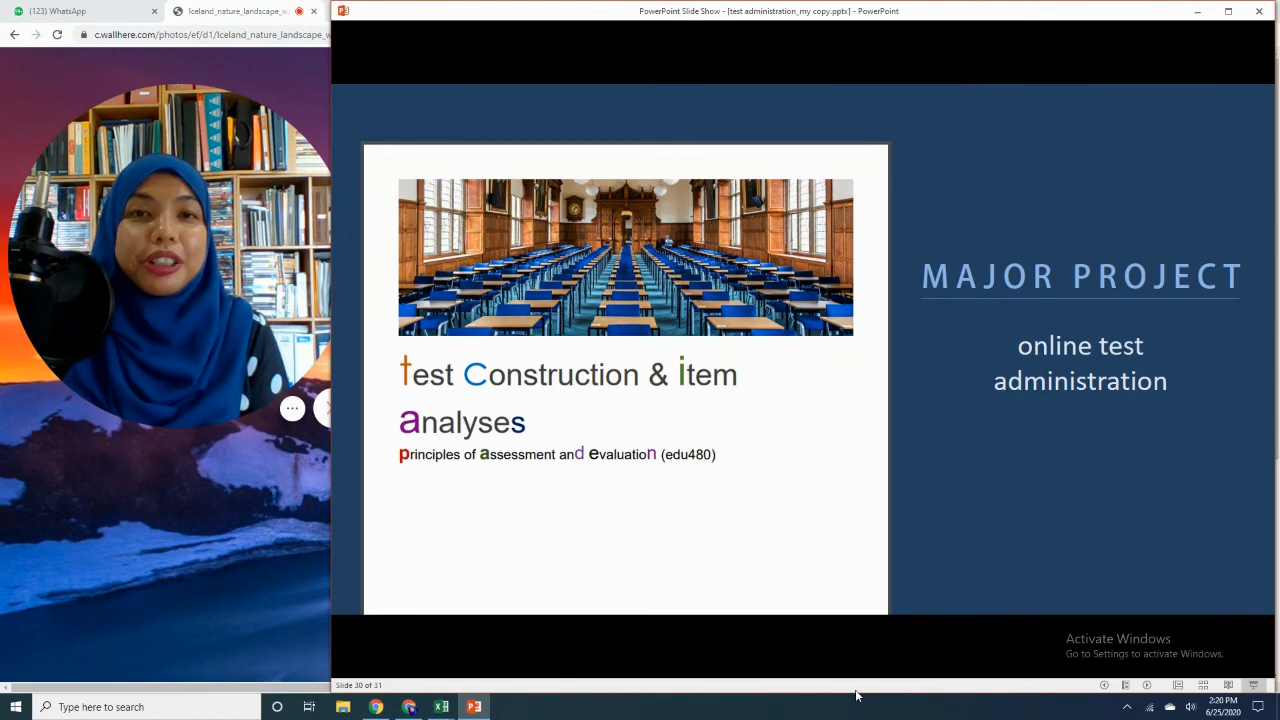 (123) WhatsApp
Iceland_nature_landscape_w
PowerPoint Slide Show - [test administration_my copy.pptx] - PowerPoint
c.wallhere.com/photos/ef/d1/Iceland_nature_landscape_w
MAJOR PROJECT
online test
administration
test Construction & item
analyses
principles of assessment and evaluation (edu480)
Activate Windows
Go to Settings to activate Windows.
Slide 30 of 31
Type here to search
2:20 PM
6/25/2020